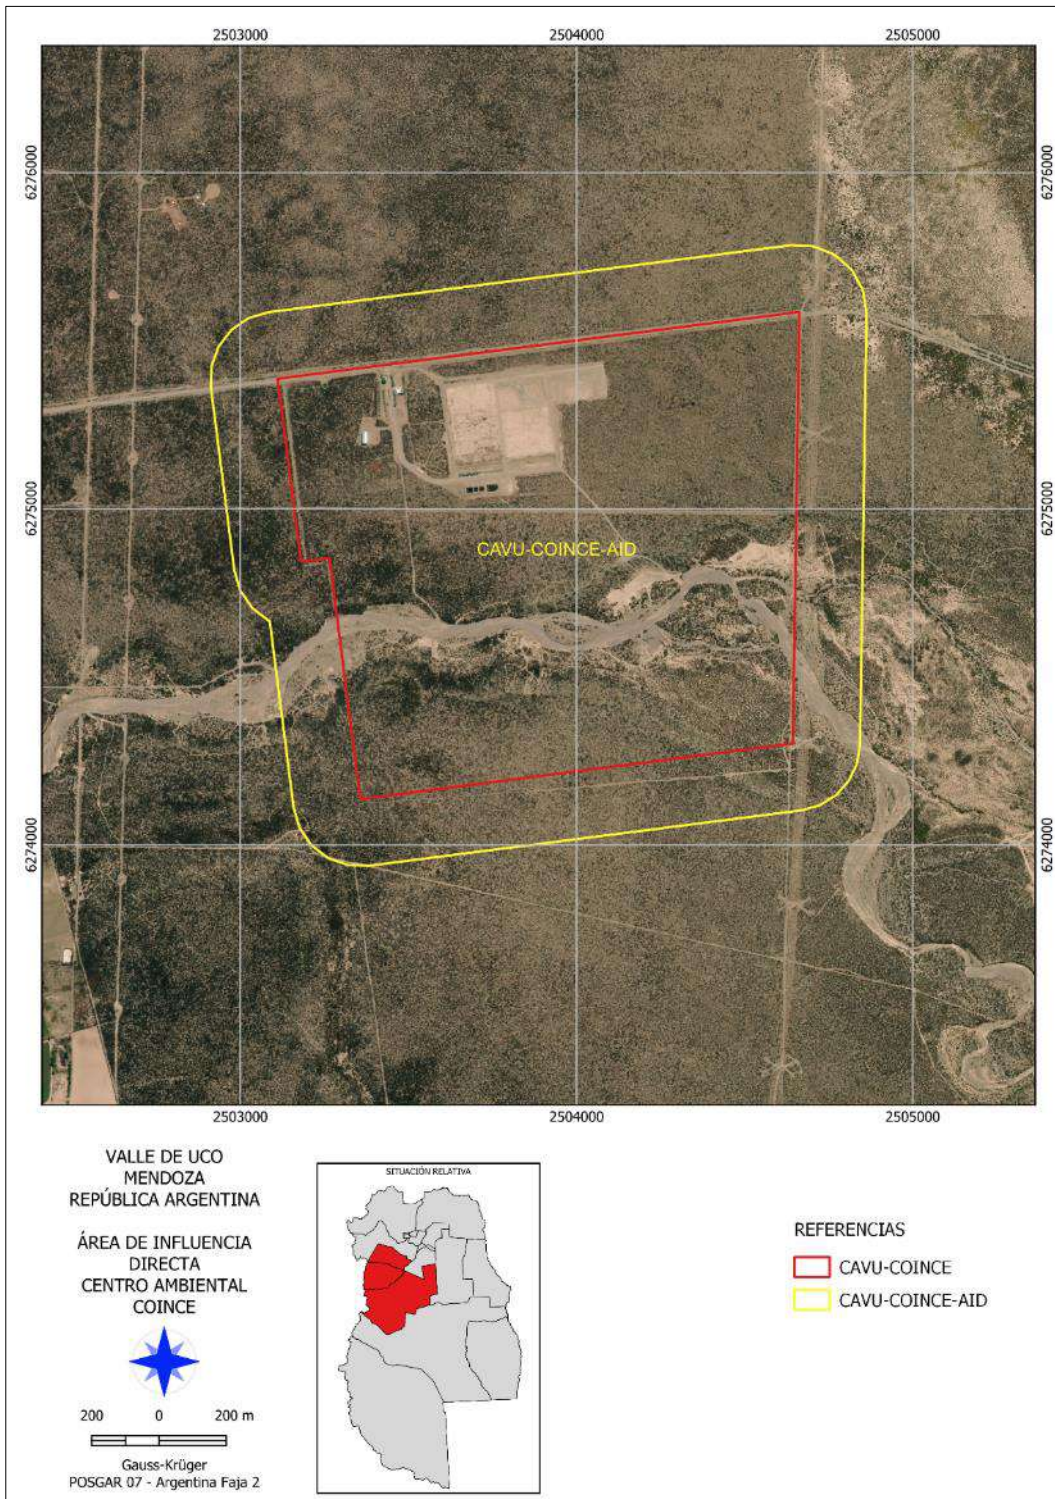 2503000
2504000
2505000
6276000
6276000
6275000
6275000
CAVU-COINCE-AID
6274000
6274000
2503000
2504000
2505000
VALLE DE UCO
MENDOZA
REPÚBLICA ARGENTINA
ÁREA DE INFLUENCIA
DIRECTA
CENTRO AMBIENTAL
COINCE
200 0 200 m
Gauss-Krüger
POSGAR 07 - Argentina Faja 2
SITUACIÓN RELATIVA
REFERENCIAS
CAVU-COINCE
CAVU-COINCE-AID